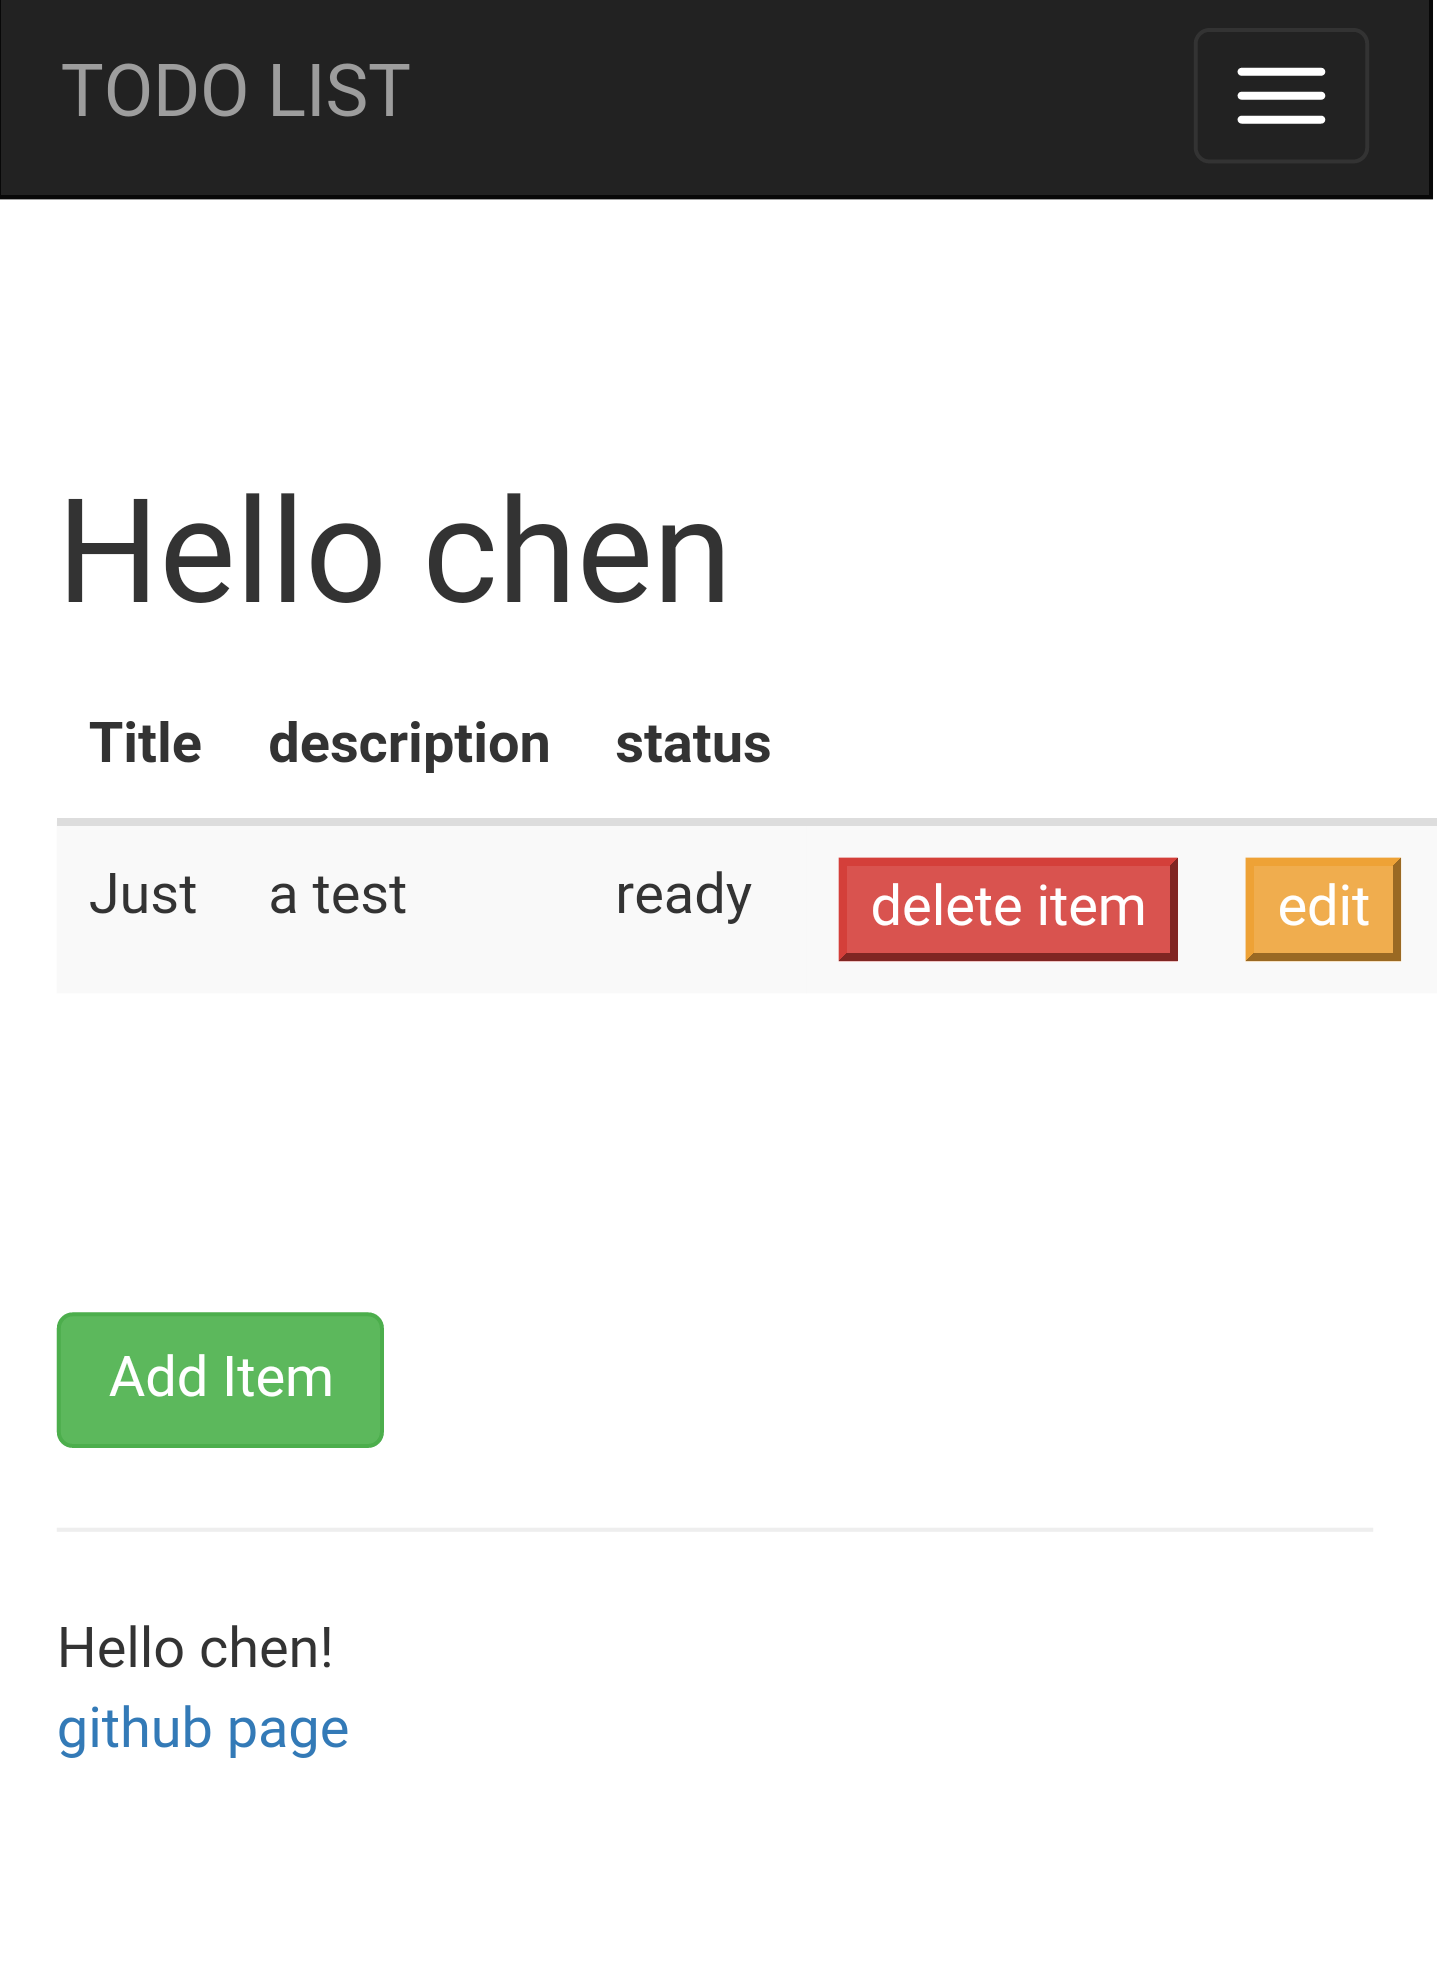 TODO LIST
Hello chen
Title description status
Just a test ready delete item edit
Add Item
Hello chen!
github page